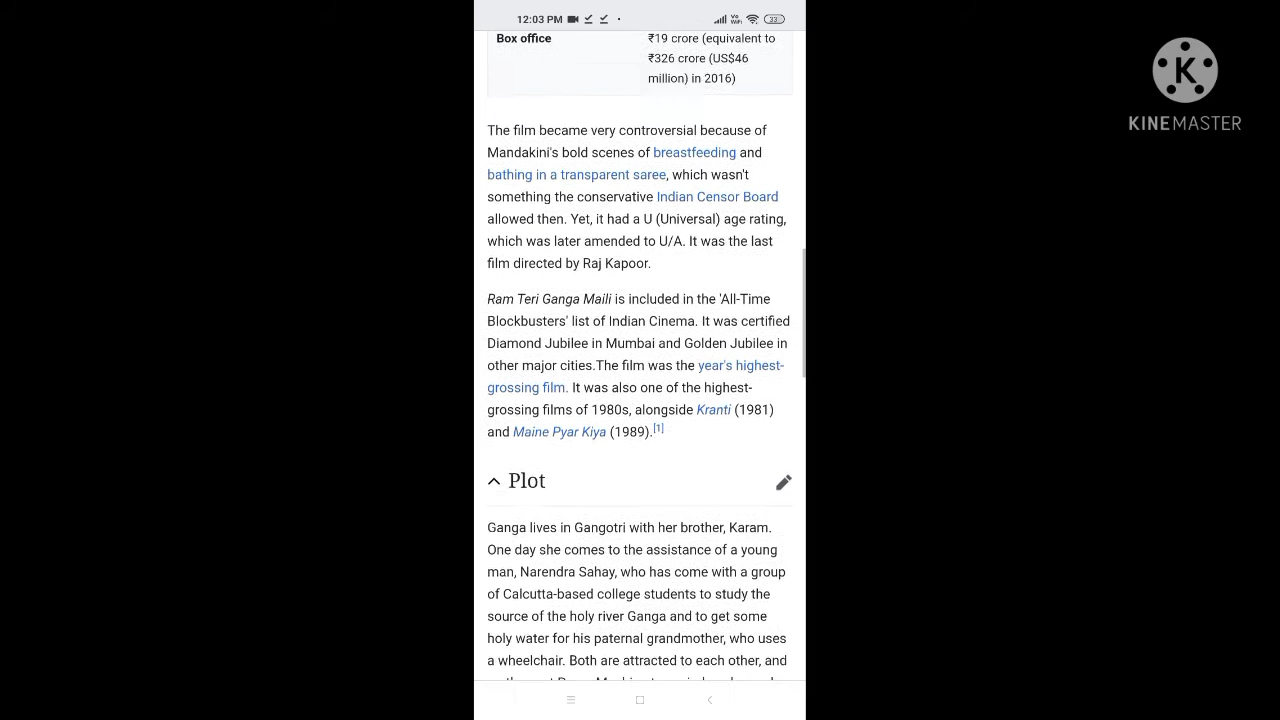 12:03 PM
Vo
WiFi
33
Box office
₹19 crore (equivalent to
₹326 crore (US$46
million) in 2016)
K
KINEMASTER
The film became very controversial because of
Mandakini's bold scenes of breastfeeding and
bathing in a transparent saree, which wasn't
something the conservative Indian Censor Board
allowed then. Yet, it had a U (Universal) age rating,
which was later amended to U/A. It was the last
film directed by Raj Kapoor.
Ram Teri Ganga Maili is included in the 'All-Time
Blockbusters' list of Indian Cinema. It was certified
Diamond Jubilee in Mumbai and Golden Jubilee in
other major cities.The film was the year's highest-
grossing film. It was also one of the highest-
grossing films of 1980s, alongside Kranti (1981)
and Maine Pyar Kiya (1989).[1]
Plot
Ganga lives in Gangotri with her brother, Karam.
One day she comes to the assistance of a young
man, Narendra Sahay, who has come with a group
of Calcutta-based college students to study the
source of the holy river Ganga and to get some
holy water for his paternal grandmother, who uses
a wheelchair. Both are attracted to each other, and